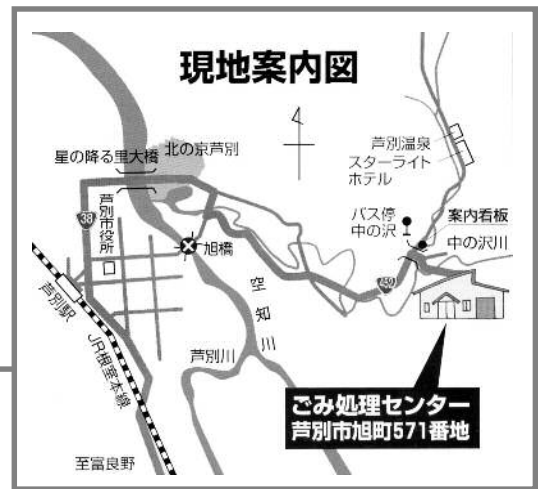 現地案内図
芦別温泉
スターライト
ホテル
星の降る里大橋
北の京芦別
バス停
中の沢
案内看板
中の沢川
38
芦別市役所
旭橋
空知川
芦別駅
JR根室本線
芦別川
ごみ処理センター
芦別市旭町571番地
至富良野